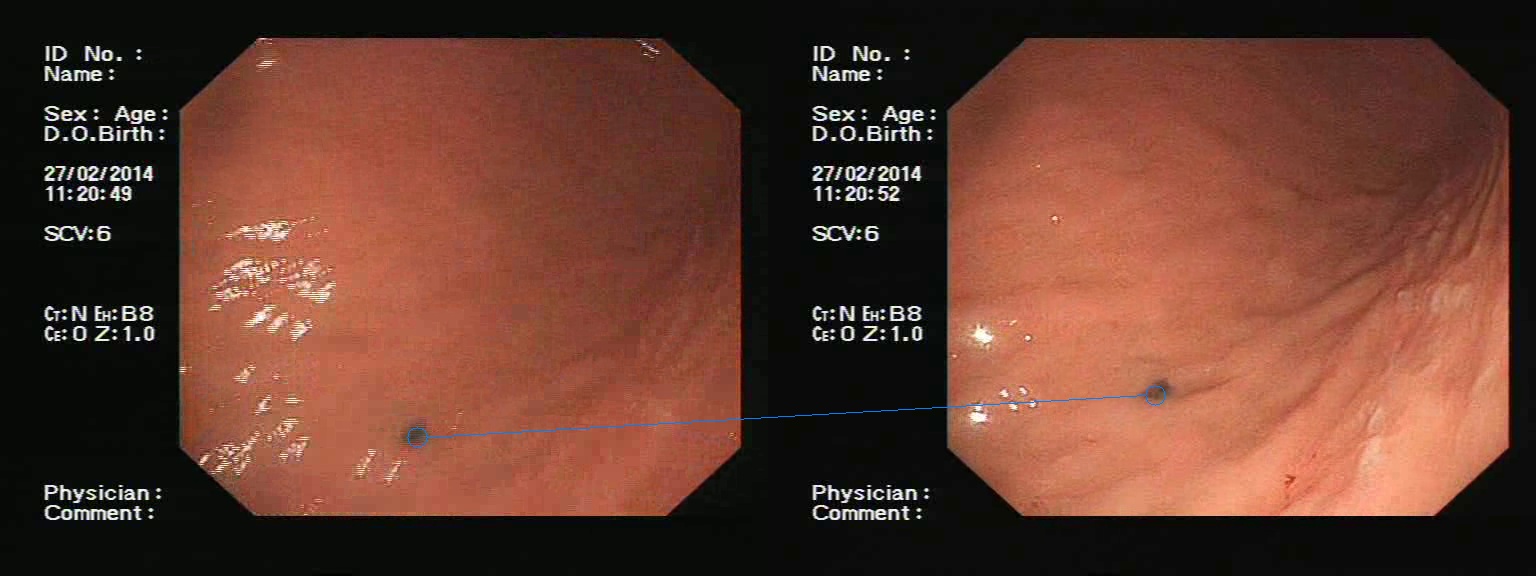 ID No. :
Name:
Sex: Age:
D.O.Birth:
27/02/2014
11:20:49
SCV:6
CT:N EH:B8
CE:0 Z:1.0
Physician:
Comment:
ID No. :
Name:
Sex: Age:
D.O.Birth:
27/02/2014
11:20:52
SCV:6
CT:N EH:B8
CE:0 Z:1.0
Physician:
Comment: